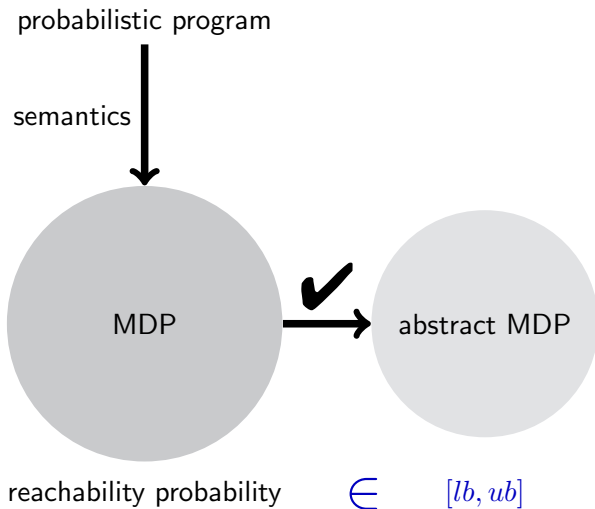 probabilistic program
semantics
✔
MDP
abstract MDP
reachability probability ∈ [lb, ub]